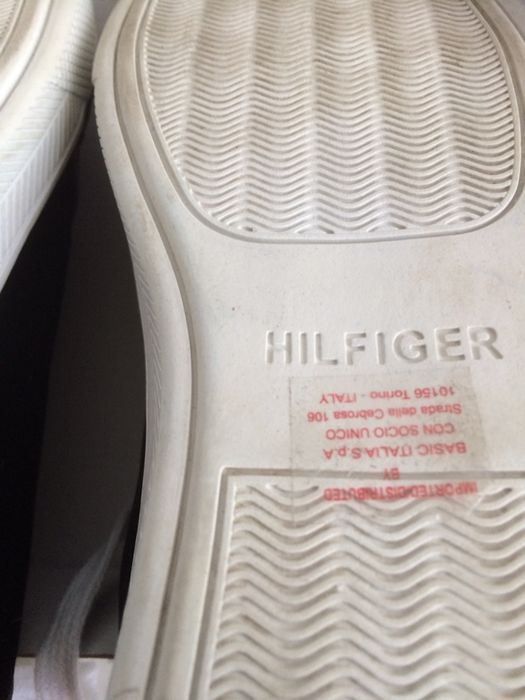 HILFIGER
IMPORTED/DISTRIBUTED
BY
BASIC ITALIA S.p.A
CON SOCIO UNICO
Strada della Cebrosa 106
10156 Torino - ITALY